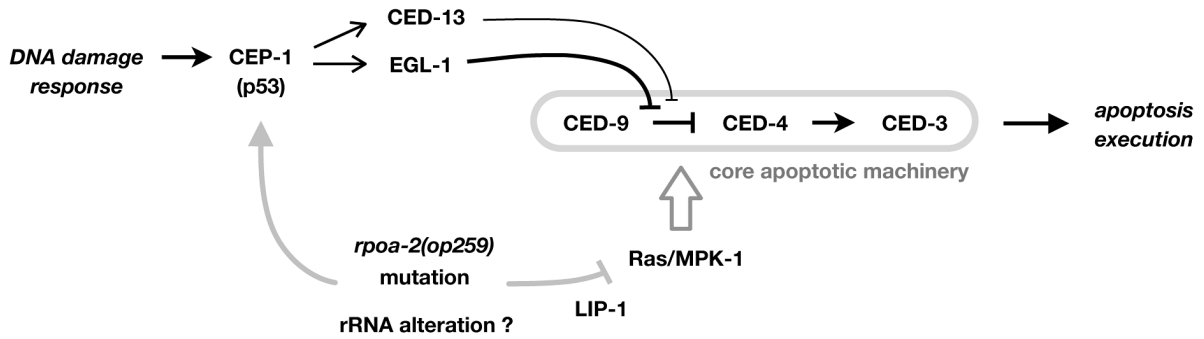 DNA damage
response
CEP-1
(p53)
CED-13
EGL-1
CED-9
CED-4
CED-3
apoptosis
execution
core apoptotic machinery
rpoa-2(op259)
mutation
rRNA alteration ?
Ras/MPK-1
LIP-1